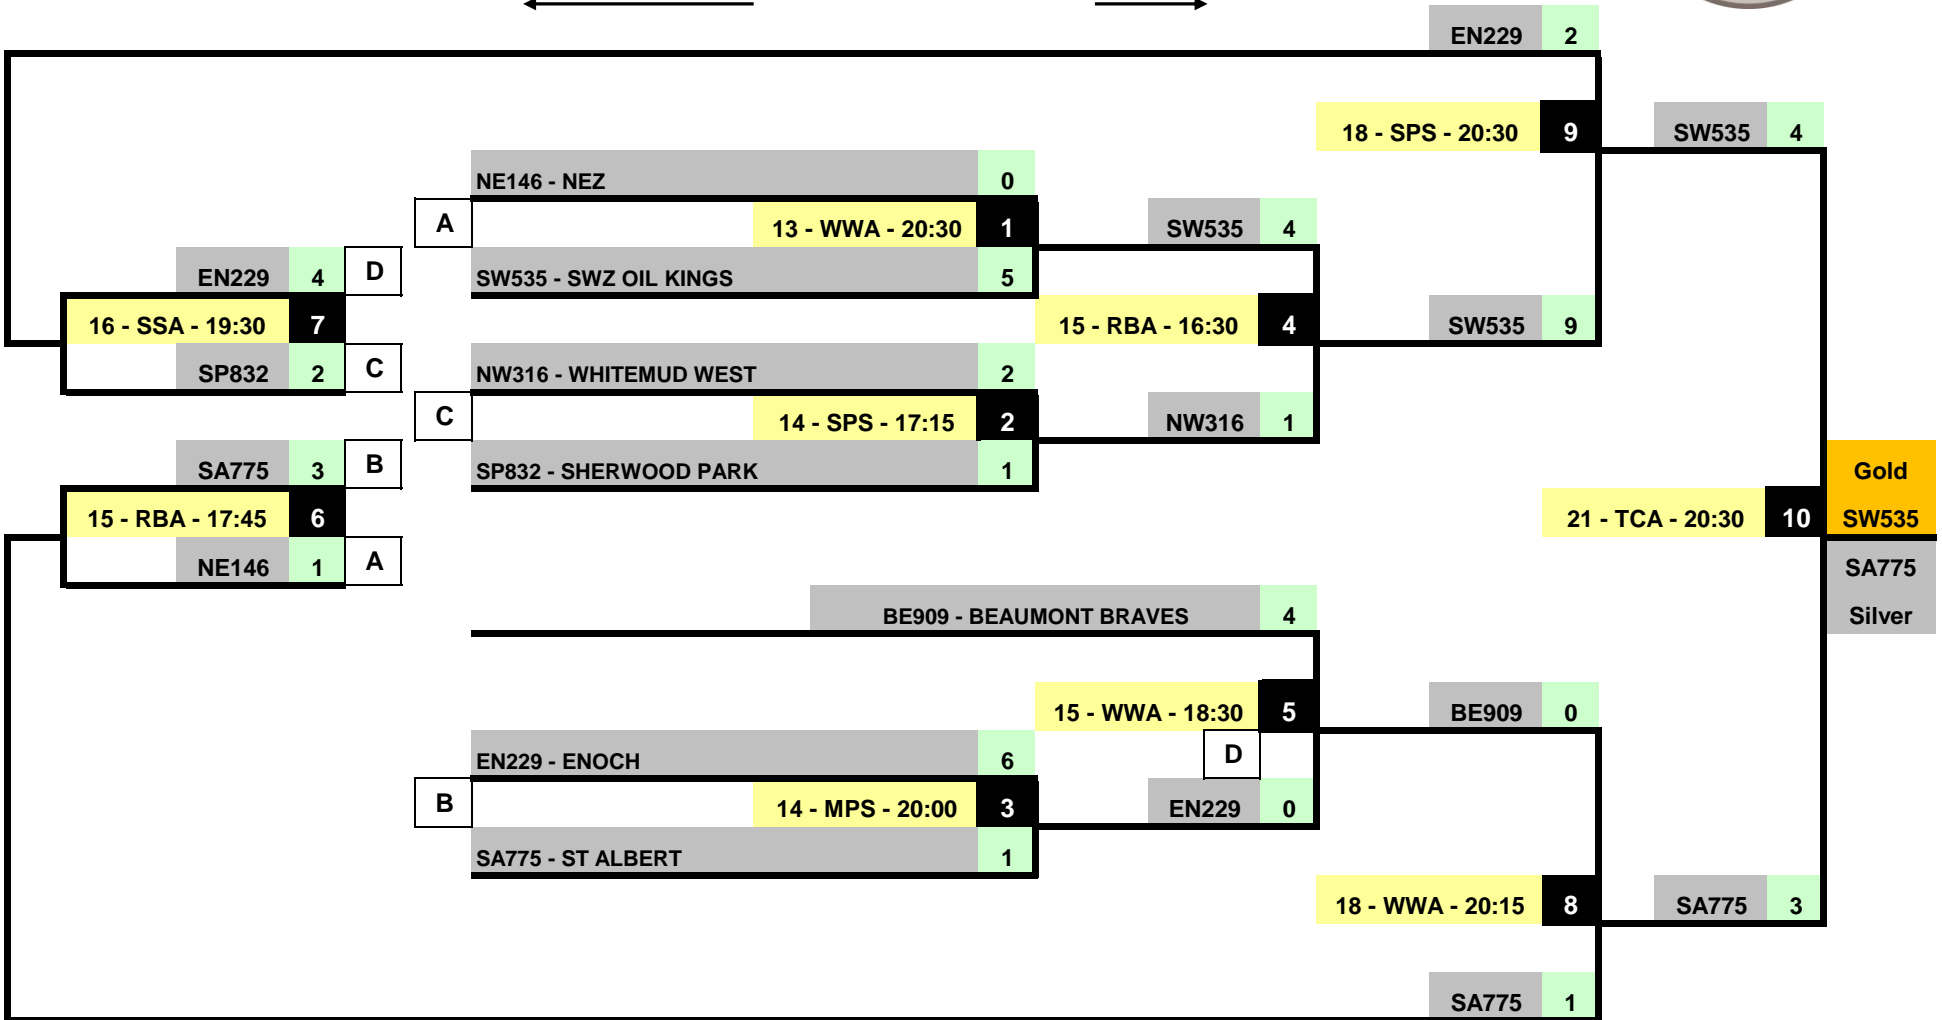 EN229 2
18 - SPS - 20:30 9 SW535 4
NE146 - NEZ 0
A 13 - WWA - 20:30 1 SW535 4
EN229 4 D SW535 - SWZ OIL KINGS 5
16 - SSA - 19:30 7 15 - RBA - 16:30 4 SW535 9
SP832 2 C NW316 - WHITEMUD WEST 2
C 14 - SPS - 17:15 2 NW316 1
SA775 3 B SP832 - SHERWOOD PARK 1 Gold
15 - RBA - 17:45 6 21 - TCA - 20:30 10 SW535
NE146 1 A SA775
BE909 - BEAUMONT BRAVES 4 Silver
15 - WWA - 18:30 5 BE909 0
EN229 - ENOCH 6 D
B 14 - MPS - 20:00 3 EN229 0
SA775 - ST ALBERT 1
18 - WWA - 20:15 8 SA775 3
SA775 1